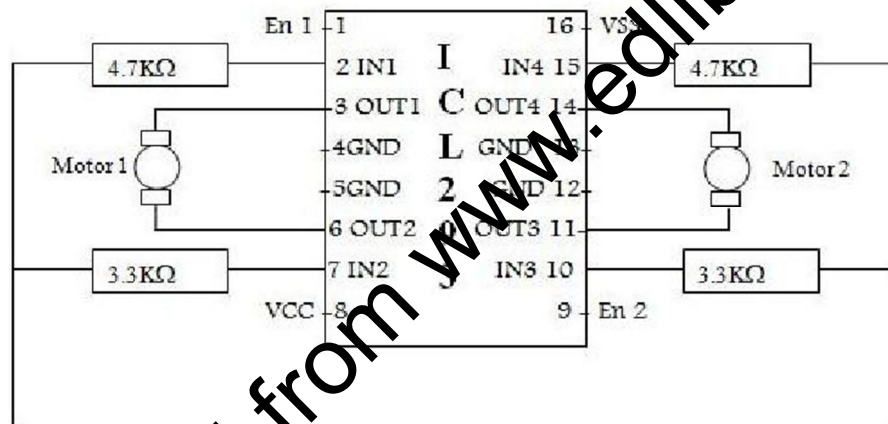 En 1 1 16 VSS
4.7KΩ 2 IN1 I IN4 15 4.7KΩ
3 OUT1 C OUT4 14
Motor 1 4GND L GND 13 Motor 2
5GND 2 GND 12
6 OUT2 9 OUT3 11
3.3KΩ 7 IN2 3 IN3 10 3.3KΩ
VCC 8 9 En 2
from www.edlib